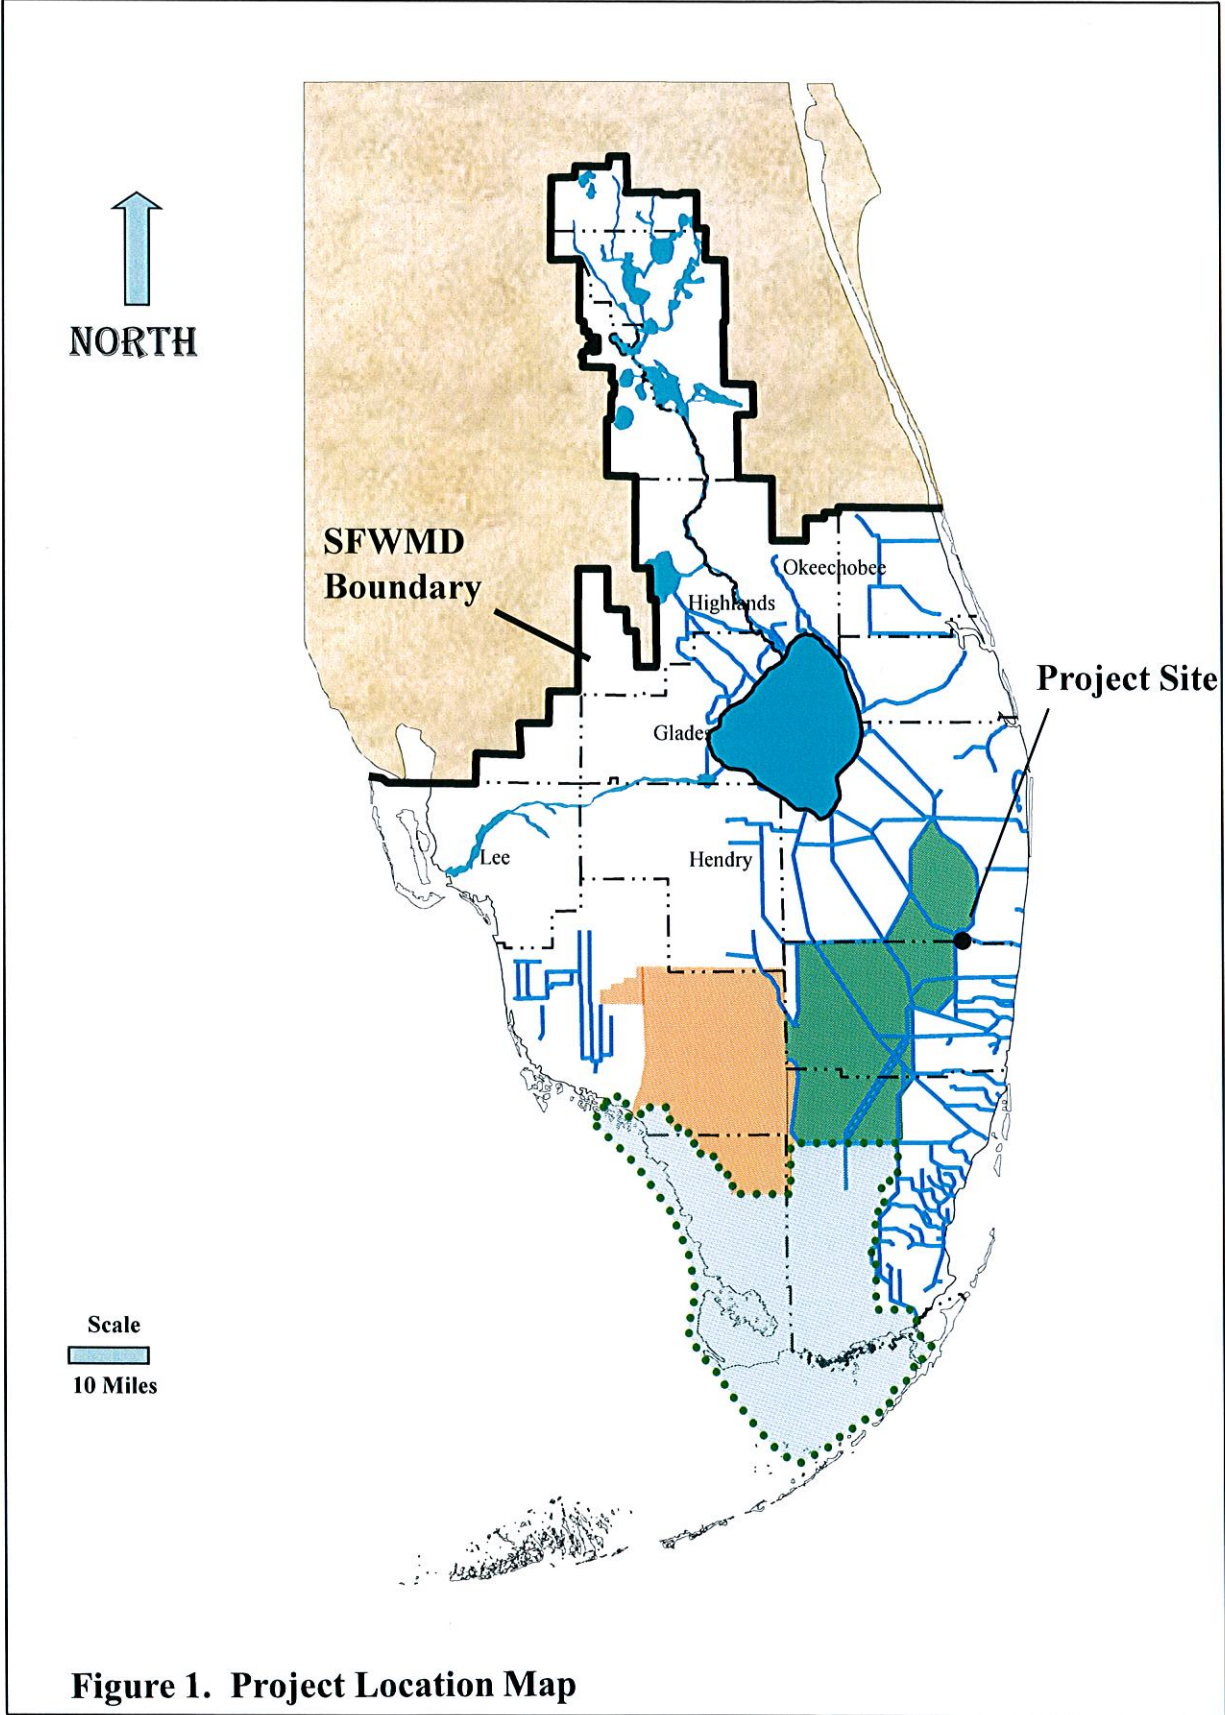 NORTH
SFWMD
Boundary
Okeechobee
Highlands
Project Site
Glades
Lee
Hendry
Scale
10 Miles
Figure 1. Project Location Map